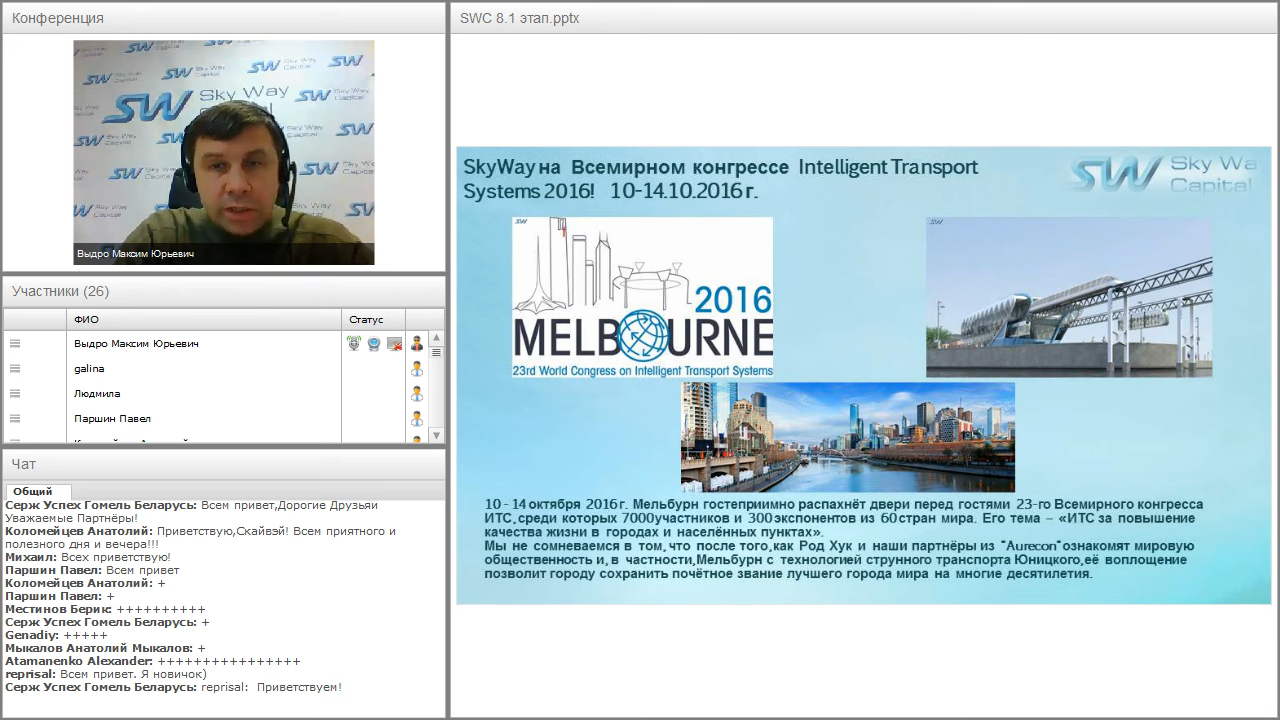 Конференция
SW
Sky Way
Capital
Выдро Максим Юрьевич
Участники (26)
ФИО
Статус
Выдро Максим Юрьевич
galina
Людмила
Паршин Павел
Чат
Общий
Серж Успех Гомель Беларусь: Всем привет,Дорогие Друзьяи
Уважаемые Партнёры!
Коломейцев Анатолий: Приветствую,Скайвэй! Всем приятного и
полезного дня и вечера!!!
Михаил: Всех приветствую!
Паршин Павел: Всем привет
Коломейцев Анатолий: +
Паршин Павел: +
Местинов Берик: ++++++++++
Серж Успех Гомель Беларусь: +
Genadiy: +++++
Мыкалов Анатолий Мыкалов: +
Atamanenko Alexander: ++++++++++++++++
reprisal: Всем привет. Я новичок)
Серж Успех Гомель Беларусь: reprisal: Приветствуем!
SWC 8.1 этап.pptx
SkyWay на Всемирном конгрессе Intelligent Transport
Systems 2016! 10-14.10.2016 г.
SW Sky Wa
Capital
2016
MELBOURNE
23rd World Congress on Intelligent Transport Systems
SW
10 - 14 октября 2016 г. Мельбурн гостеприимно распахнёт двери перед гостями 23-го Всемирного конгресса
ИТС,среди которых 7000 участников и 300 экспонентов из 60 стран мира. Его тема – «ИТС за повышение
качества жизни в городах и населённых пунктах».
Мы не сомневаемся в том, что после того,как Род Хук и наши партнёры из "Aurecon" ознакомят мировую
общественность и, в частности,Мельбурн с технологией струнного транспорта Юницкого,её воплощение
позволит городу сохранить почётное звание лучшего города мира на многие десятилетия.